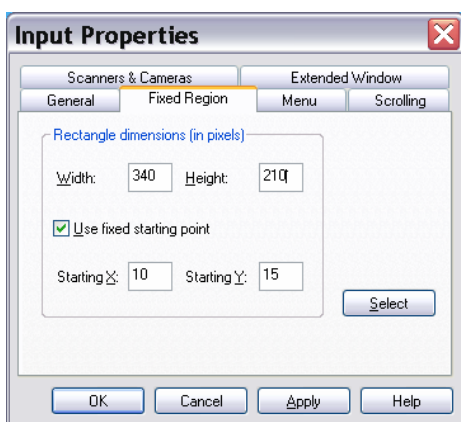 Input Properties
Scanners & Cameras Extended Window
General Fixed Region Menu Scrolling
Rectangle dimensions (in pixels)
Width: 340 Height: 210
Use fixed starting point
Starting X: 10 Starting Y: 15
Select
OK Cancel Apply Help